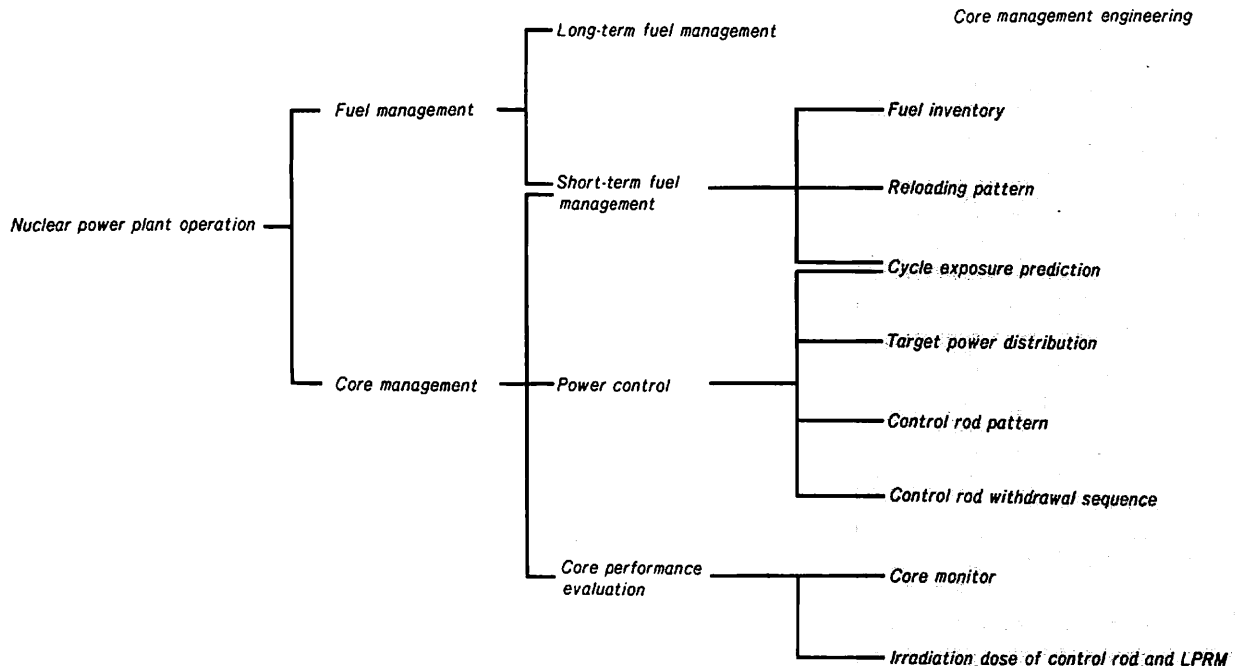 Core management engineering
Long-term fuel management
Fuel management
Fuel inventory
Short-term fuel
management
Reloading pattern
Nuclear power plant operation
Cycle exposure prediction
Target power distribution
Core management
Power control
Control rod pattern
Control rod withdrawal sequence
Core performance
evaluation
Core monitor
Irradiation dose of control rod and LPRM